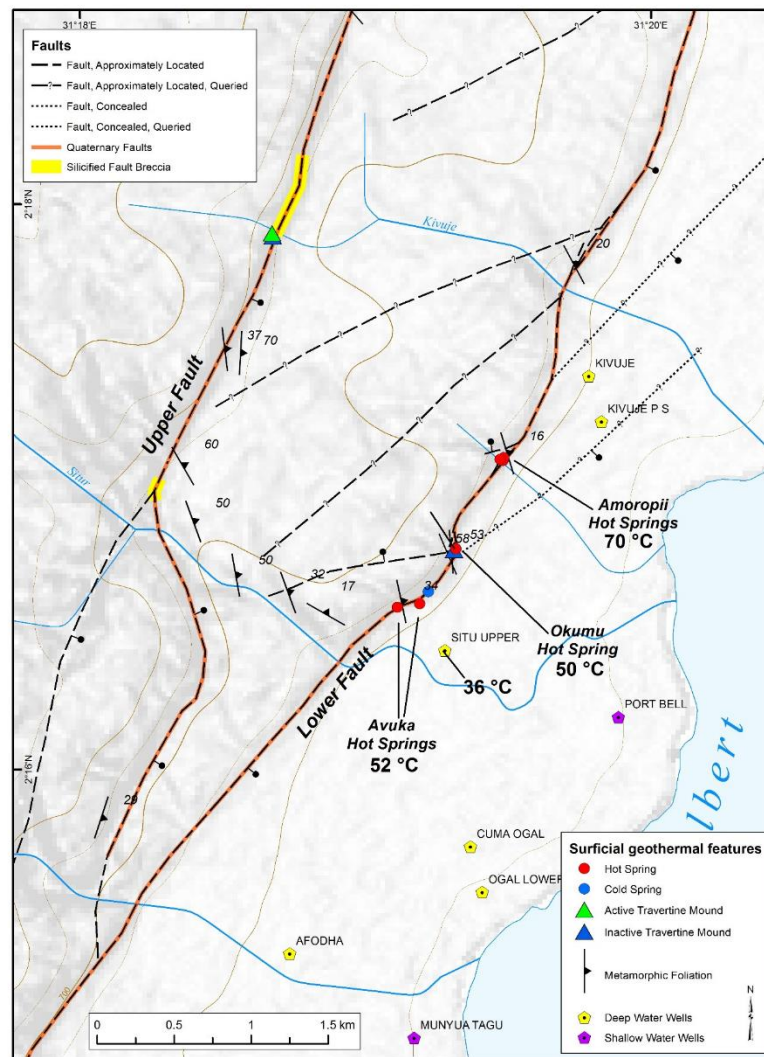 31°18'E
31°20'E
Faults
Fault, Approximately Located
Fault, Approximately Located, Queried
Fault, Concealed
Fault, Concealed, Queried
Quaternary Faults
Silicified Fault Breccia
2°18'N
Kivuje
20
37
70
Upper Fault
KIVUJE
KIVUJE P S
60
16
Situr
Amoropii
Hot Springs
70 °C
50
58
53
50
32
17
34
SITU UPPER
Okumu
Hot Spring
50 °C
36 °C
Lower Fault
Avuka
Hot Springs
52 °C
PORT BELL
lbert
2°16'N
29
CUMA OGAL
OGAL LOWER
AFODHA
700
MUNYUA TAGU
0 0.5 1 1.5 km
Surficial geothermal features
Hot Spring
Cold Spring
Active Travertine Mound
Inactive Travertine Mound
Metamorphic Foliation
N
Deep Water Wells
Shallow Water Wells